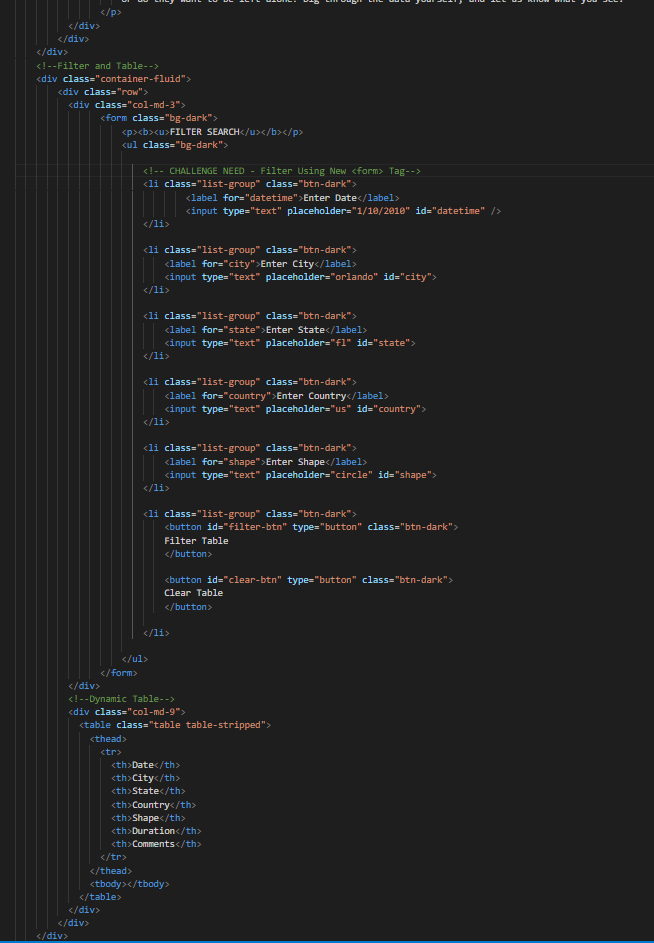 or do they want to be left alone? Dig through the data yourself, and let us know what you see.
</p>
</div>
</div>
</div>
<!--Filter and Table-->
<div class="container-fluid">
<div class="row">
<div class="col-md-3">
<form class="bg-dark">
<p><b><u>FILTER SEARCH</u></b></p>
<ul class="bg-dark">
<!-- CHALLENGE NEED - Filter Using New <form> Tag-->
<li class="list-group" class="btn-dark">
<label for="datetime">Enter Date</label>
<input type="text" placeholder="1/10/2010" id="datetime" />
</li>
<li class="list-group" class="btn-dark">
<label for="city">Enter City</label>
<input type="text" placeholder="orlando" id="city">
</li>
<li class="list-group" class="btn-dark">
<label for="state">Enter State</label>
<input type="text" placeholder="fl" id="state">
</li>
<li class="list-group" class="btn-dark">
<label for="country">Enter Country</label>
<input type="text" placeholder="us" id="country">
</li>
<li class="list-group" class="btn-dark">
<label for="shape">Enter Shape</label>
<input type="text" placeholder="circle" id="shape">
</li>
<li class="list-group" class="btn-dark">
<button id="filter-btn" type="button" class="btn-dark">
Filter Table
</button>
<button id="clear-btn" type="button" class="btn-dark">
Clear Table
</button>
</li>
</ul>
</form>
</div>
<!--Dynamic Table-->
<div class="col-md-9">
<table class="table table-stripped">
<thead>
<tr>
<th>Date</th>
<th>City</th>
<th>State</th>
<th>Country</th>
<th>Shape</th>
<th>Duration</th>
<th>Comments</th>
</tr>
</thead>
<tbody></tbody>
</table>
</div>
</div>
</div>